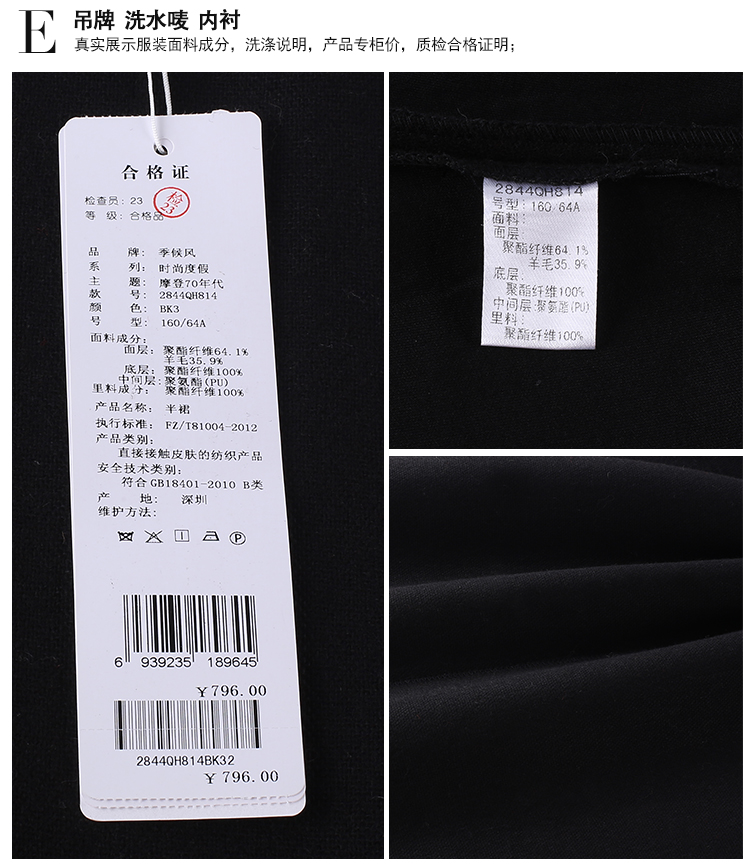 E
吊牌 洗水唛 内衬
真实展示服装面料成分，洗涤说明，产品专柜价，质检合格证明；
合格证
检查员: 23
检23
等 级: 合格品
品 牌: 季候风
系 列: 时尚度假
主 题: 摩登70年代
款 号: 2844QH814
颜 色: BK3
号 型: 160/64A
面料成分:
面层: 聚酯纤维64.1%
羊毛35.9%
底层: 聚酯纤维100%
中间层:聚氨酯(PU)
里料成分: 聚酯纤维100%
产品名称: 半裙
执行标准: FZ/T81004-2012
产品类别:
直接接触皮肤的纺织产品
安全技术类别:
符合GB18401-2010 B类
产 地: 深圳
维护方法:
P
6 939235 189645
￥796.00
2844QH814BK32
￥796.00
2844QH814
号型: 160/64A
面料:
面层:
聚酯纤维64.1%
羊毛35.9%
底层:
聚酯纤维100%
中间层:聚氨酯(PU)
里料:
聚酯纤维100%